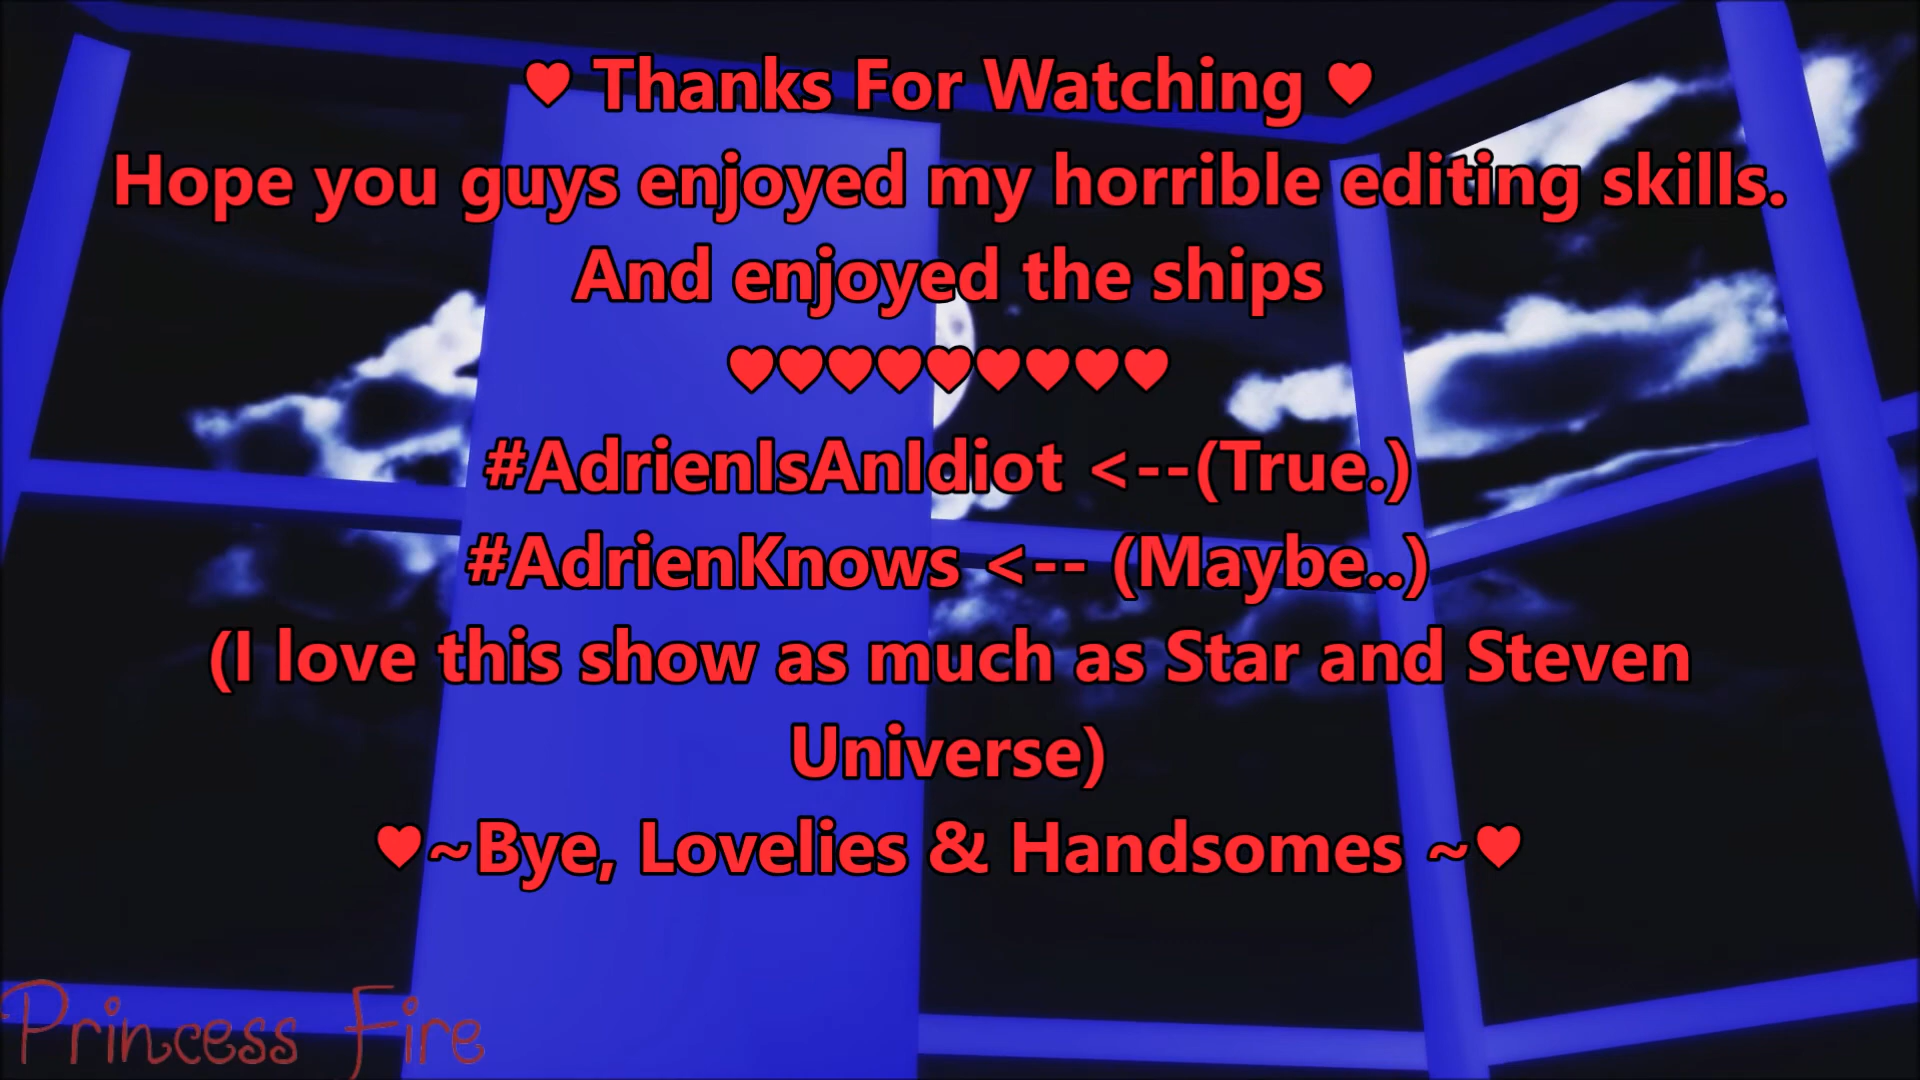 ♥ Thanks For Watching ♥
Hope you guys enjoyed my horrible editing skills.
And enjoyed the ships
♥♥♥♥♥♥♥♥♥
#AdrienIsAnIdiot <--(True.)
#AdrienKnows <-- (Maybe..)
(I love this show as much as Star and Steven
Universe)
♥~Bye, Lovelies & Handsomes ~♥
Princess Fire